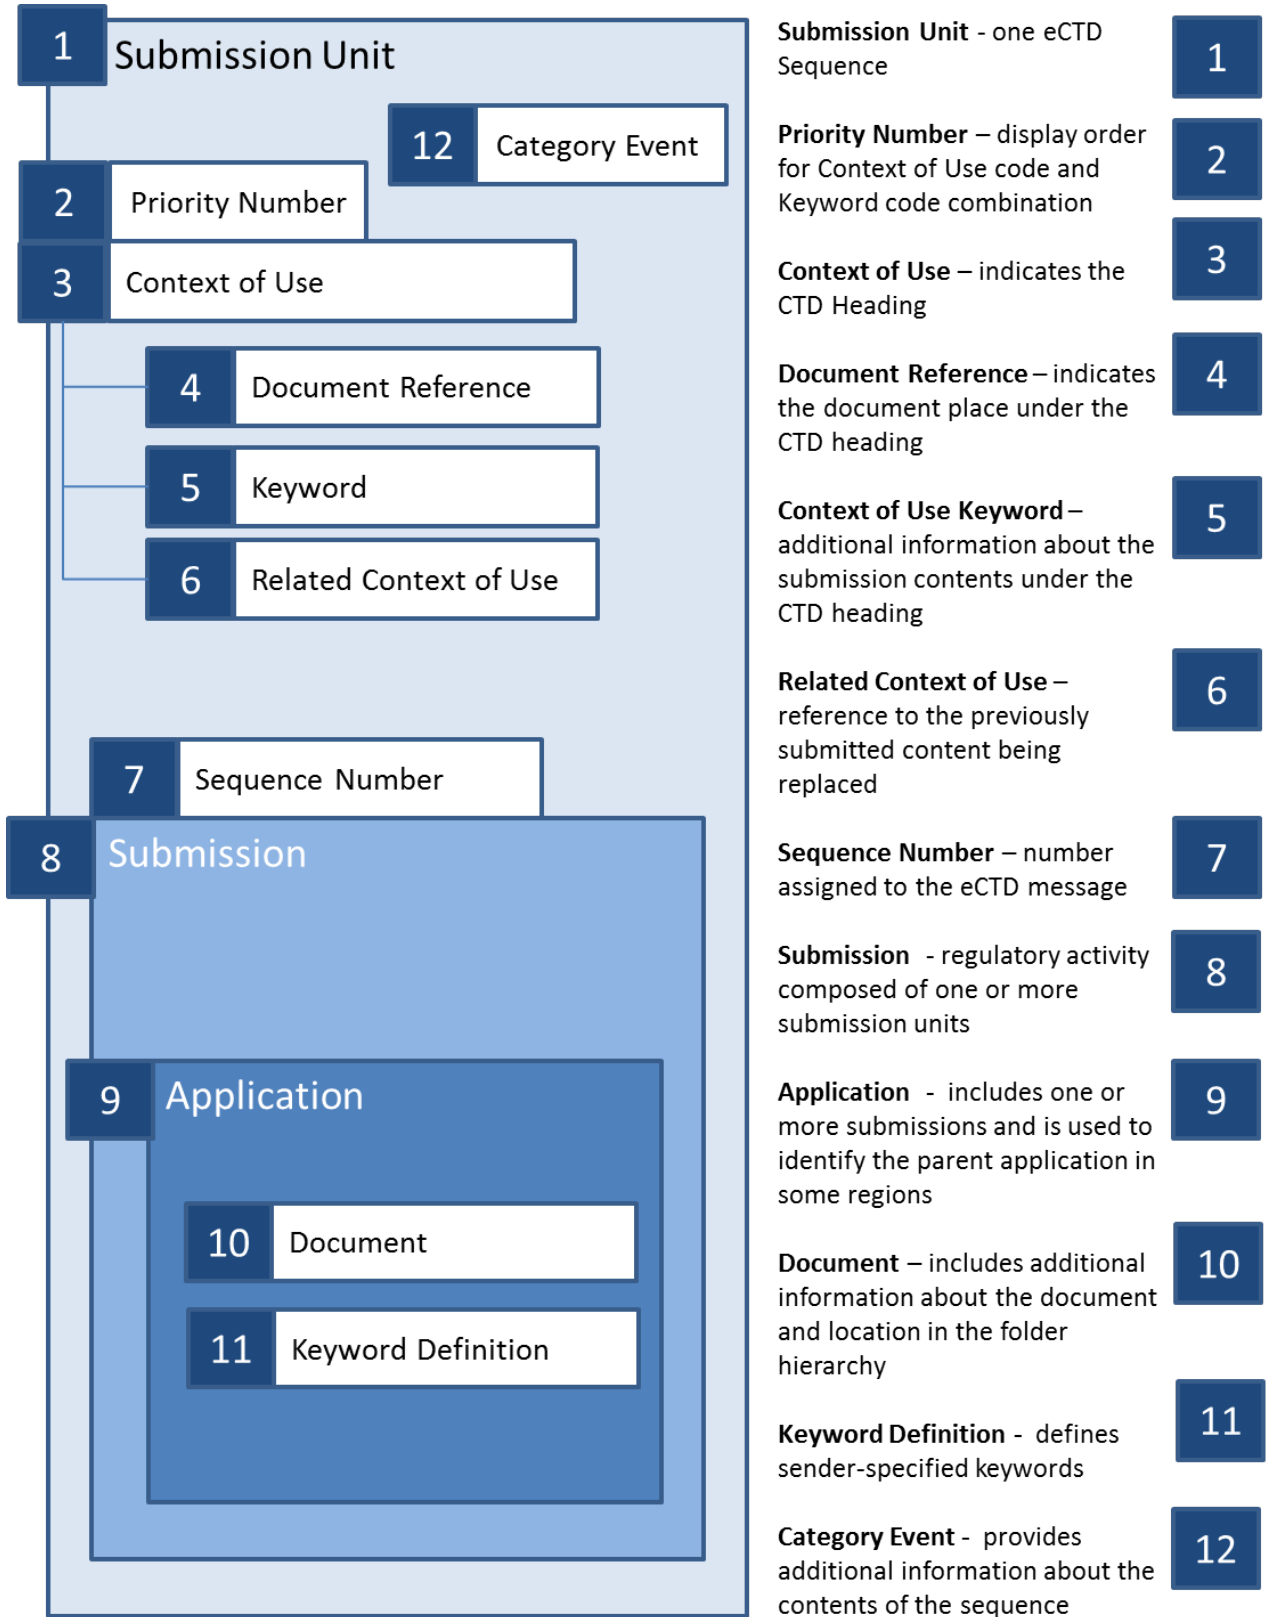 1
Submission Unit
12
Category Event
2
Priority Number
3
Context of Use
4
Document Reference
5
Keyword
6
Related Context of Use
7
Sequence Number
8
Submission
9
Application
10
Document
11
Keyword Definition
Submission Unit - one eCTD
Sequence
1
Priority Number – display order
for Context of Use code and
Keyword code combination
2
Context of Use – indicates the
CTD Heading
3
Document Reference – indicates
the document place under the
CTD heading
4
Context of Use Keyword –
additional information about the
submission contents under the
CTD heading
5
Related Context of Use –
reference to the previously
submitted content being
replaced
6
Sequence Number – number
assigned to the eCTD message
7
Submission - regulatory activity
composed of one or more
submission units
8
Application - includes one or
more submissions and is used to
identify the parent application in
some regions
9
Document – includes additional
information about the document
and location in the folder
hierarchy
10
Keyword Definition - defines
sender-specified keywords
11
Category Event - provides
additional information about the
contents of the sequence
12